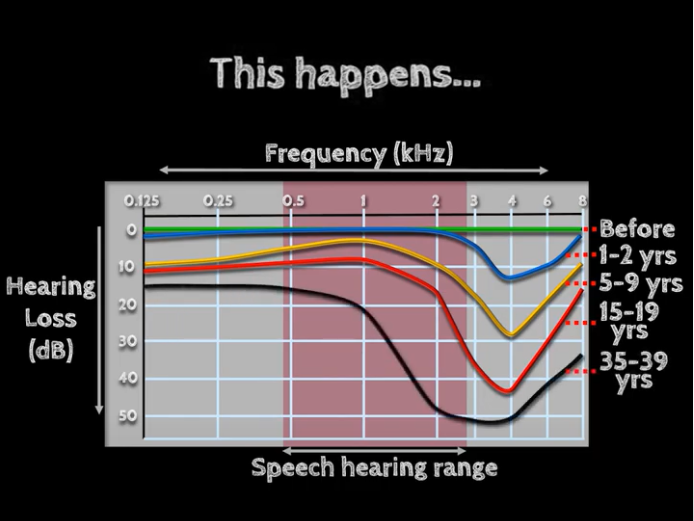 This happens...
Frequency (kHz)
0.125 0.25 0.5 1 2 3 4 6 8
0
10
20
30
40
50
Hearing
Loss
(dB)
Before
1-2 yrs
5-9 yrs
15-19
yrs
35-39
yrs
Speech hearing range